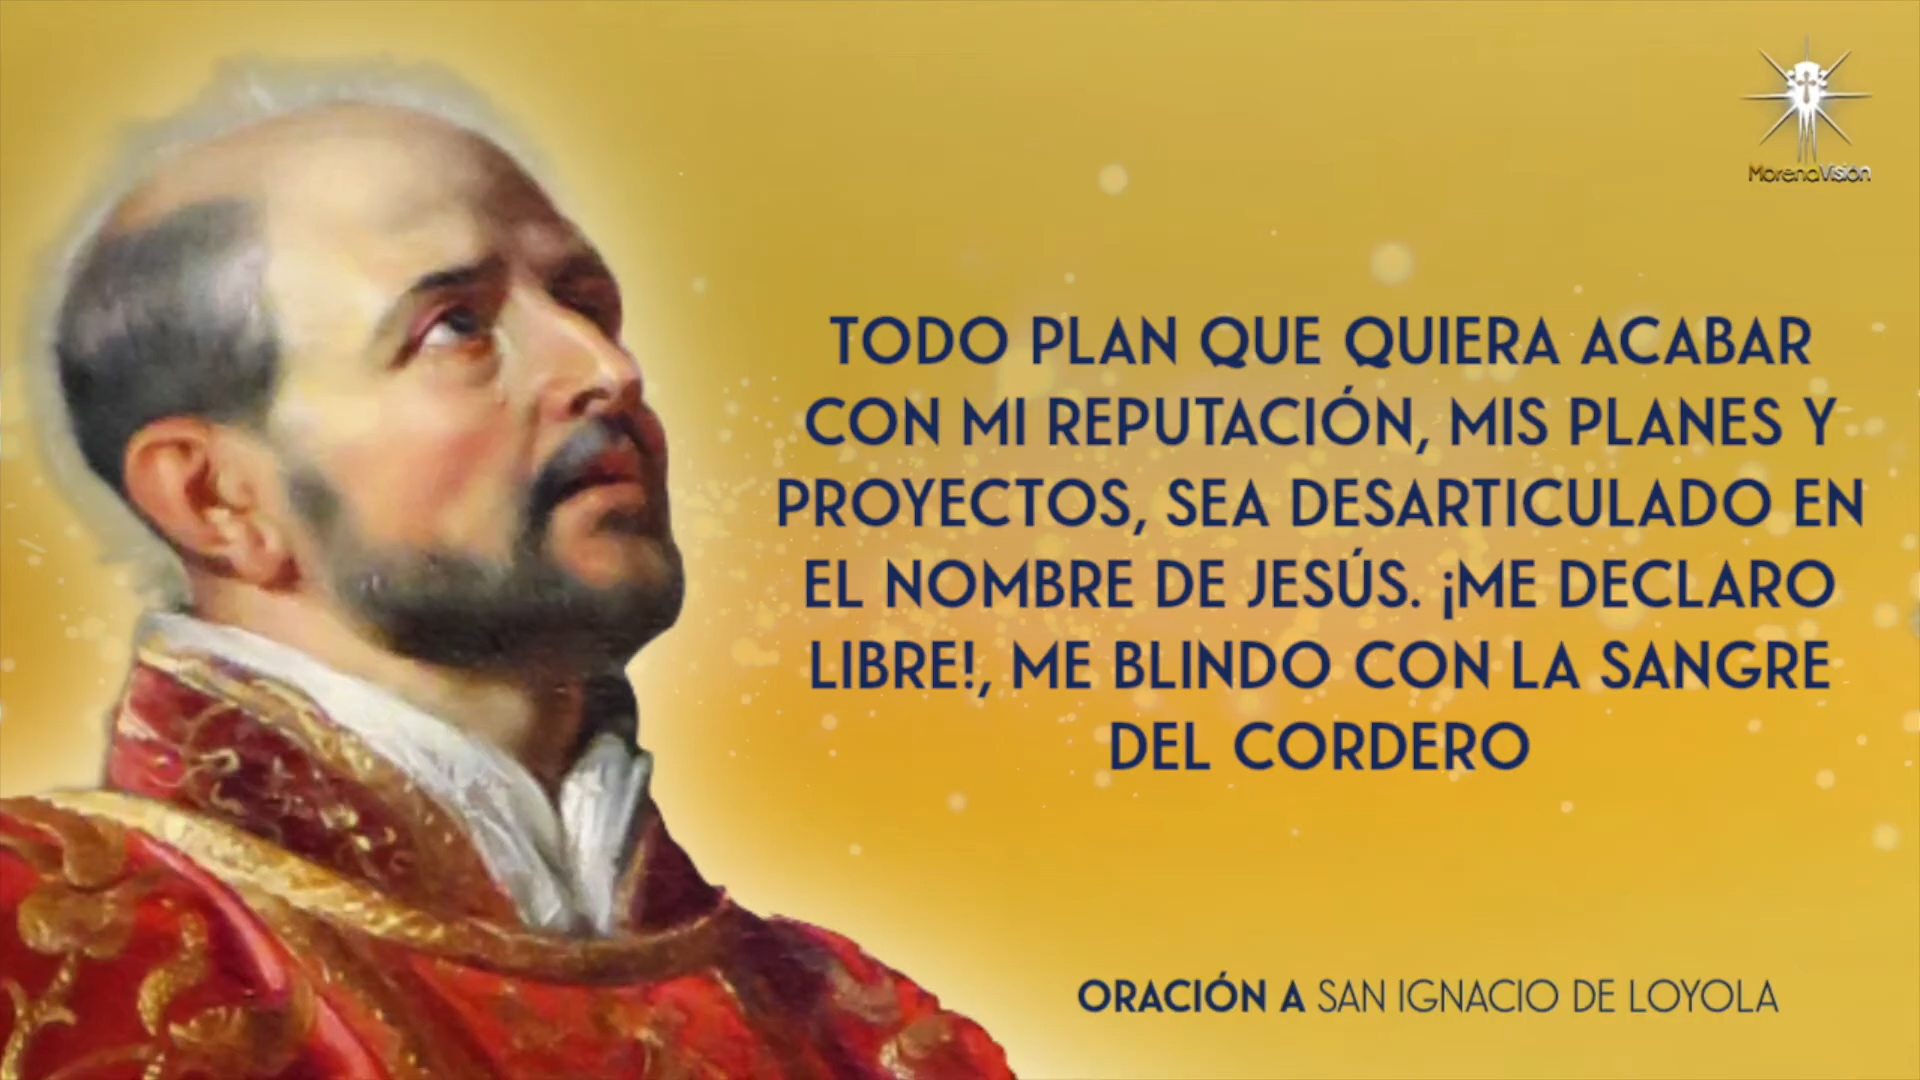 MorenaVisión
TODO PLAN QUE QUIERA ACABAR
CON MI REPUTACIÓN, MIS PLANES Y
PROYECTOS, SEA DESARTICULADO EN
EL NOMBRE DE JESÚS. ¡ME DECLARO
LIBRE!, ME BLINDO CON LA SANGRE
DEL CORDERO
ORACIÓN A SAN IGNACIO DE LOYOLA